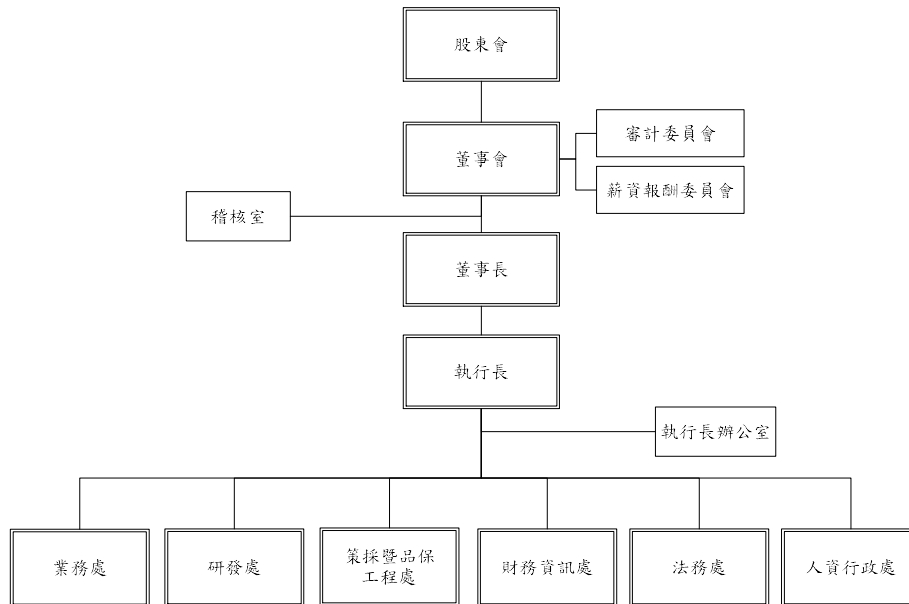 股東會
董事會
審計委員會
薪資報酬委員會
稽核室
董事長
執行長
執行長辦公室
業務處
研發處
策採暨品保
工程處
財務資訊處
法務處
人資行政處